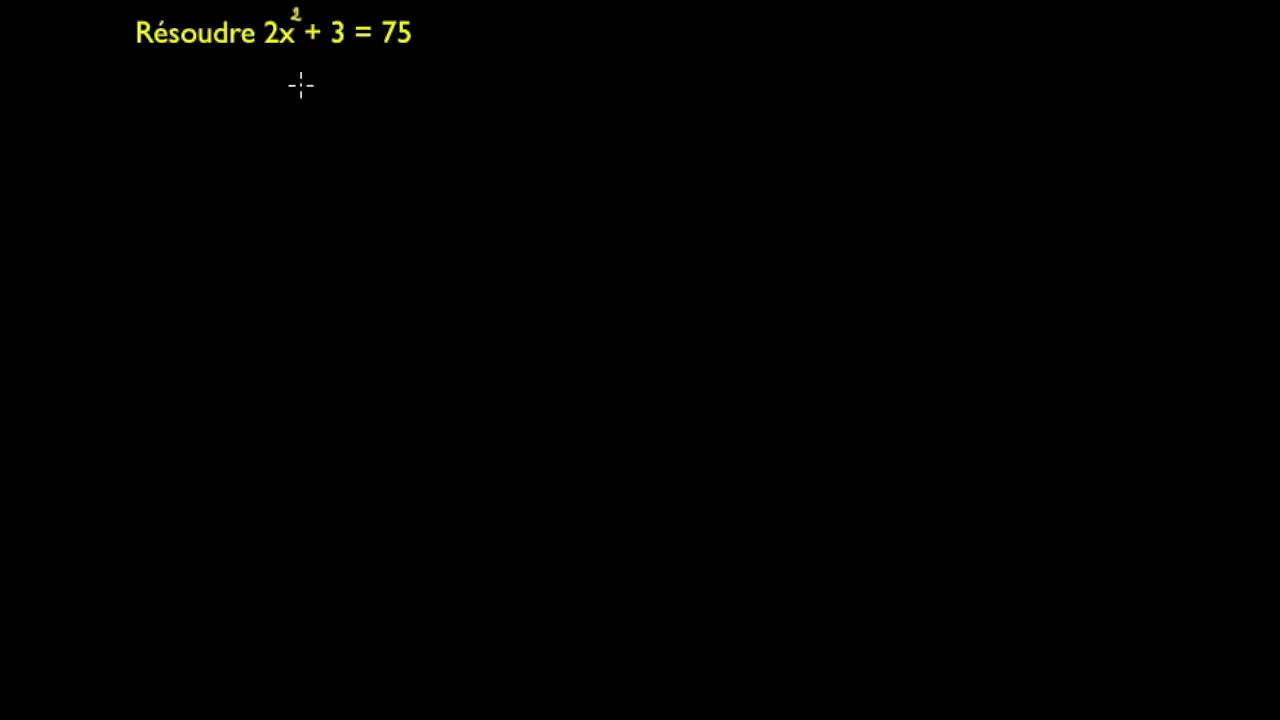 Résoudre 2x² + 3 = 75